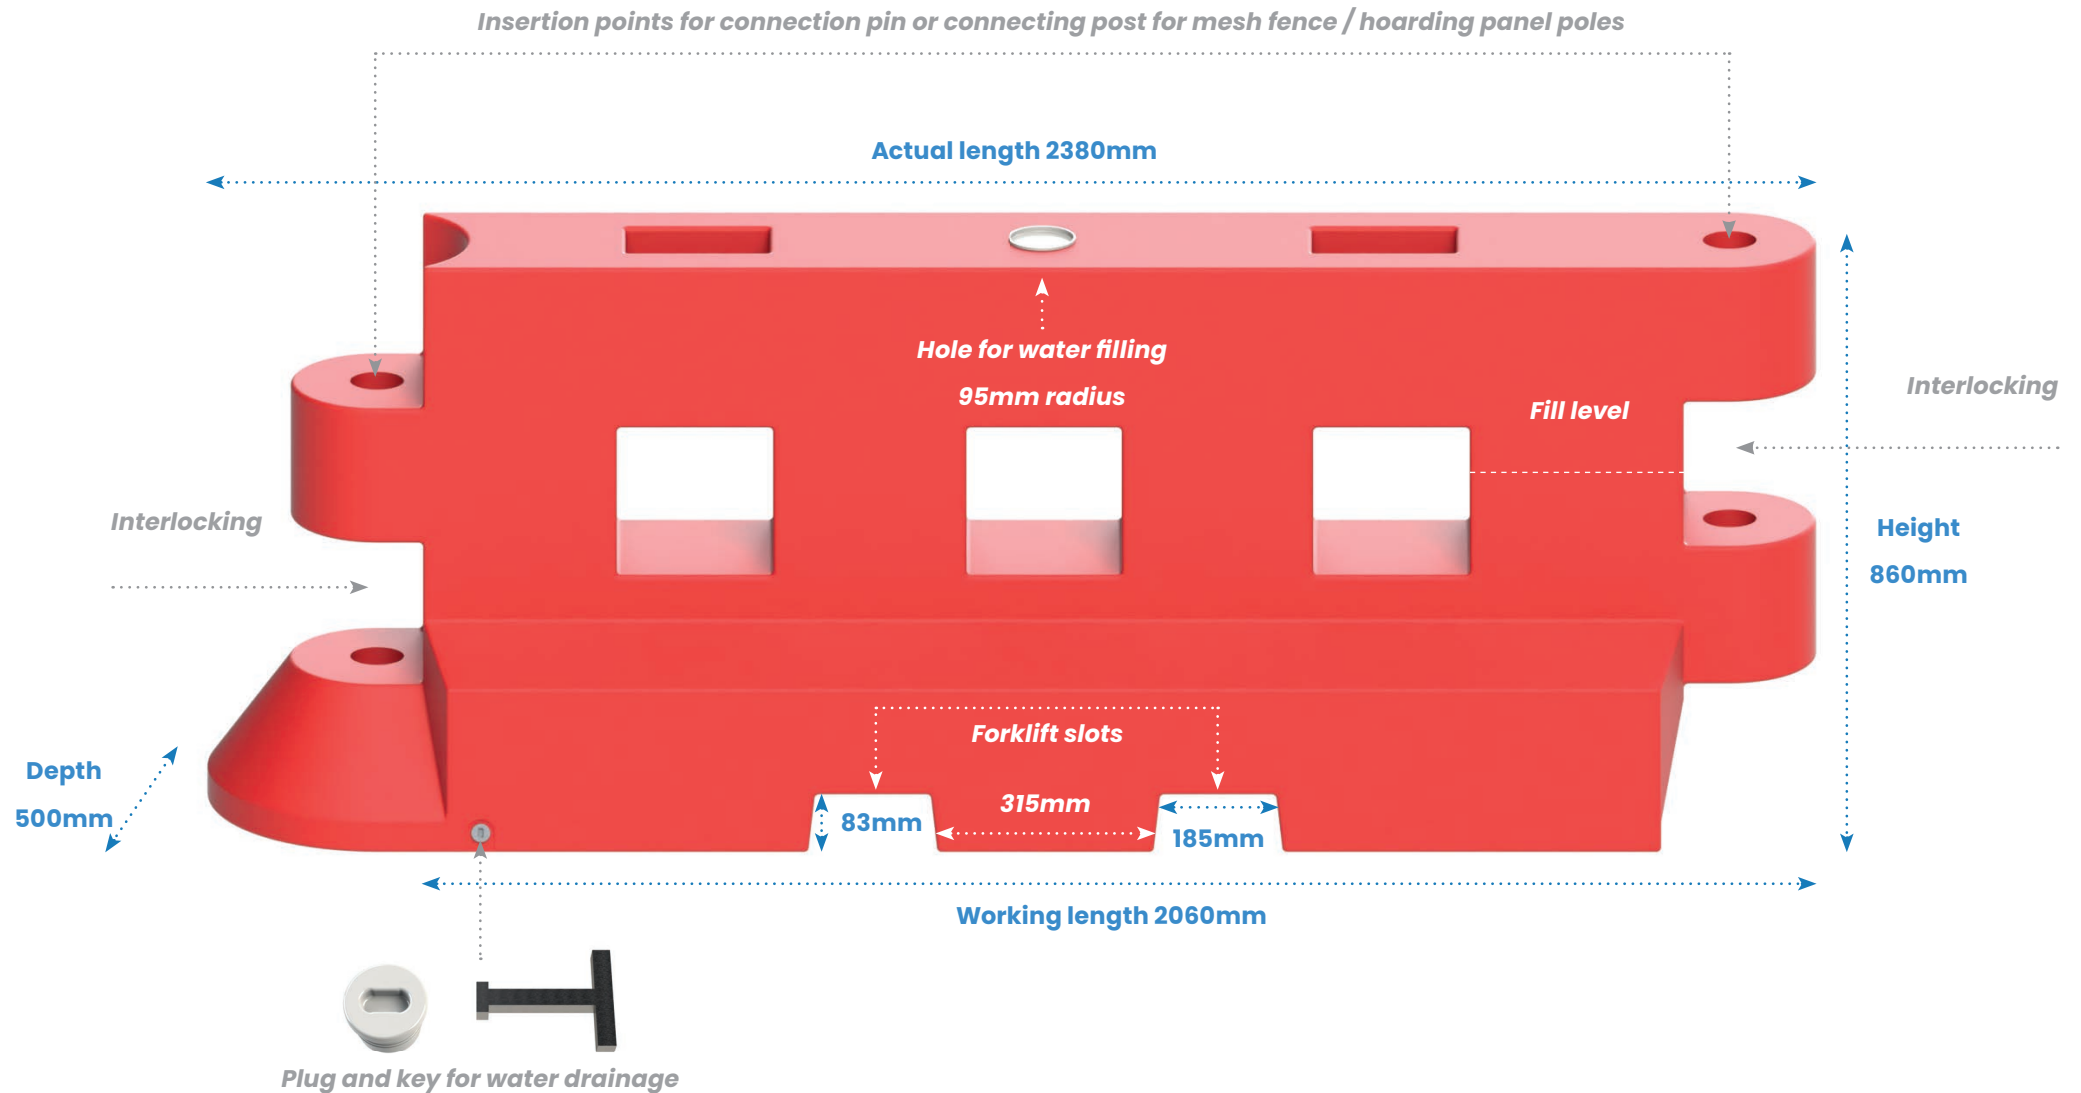 Insertion points for connection pin or connecting post for mesh fence / hoarding panel poles
Actual length 2380mm
Hole for water filling
95mm radius
Fill level
Interlocking
Interlocking
Height
860mm
Forklift slots
Depth
500mm
83mm
315mm
185mm
Working length 2060mm
Plug and key for water drainage